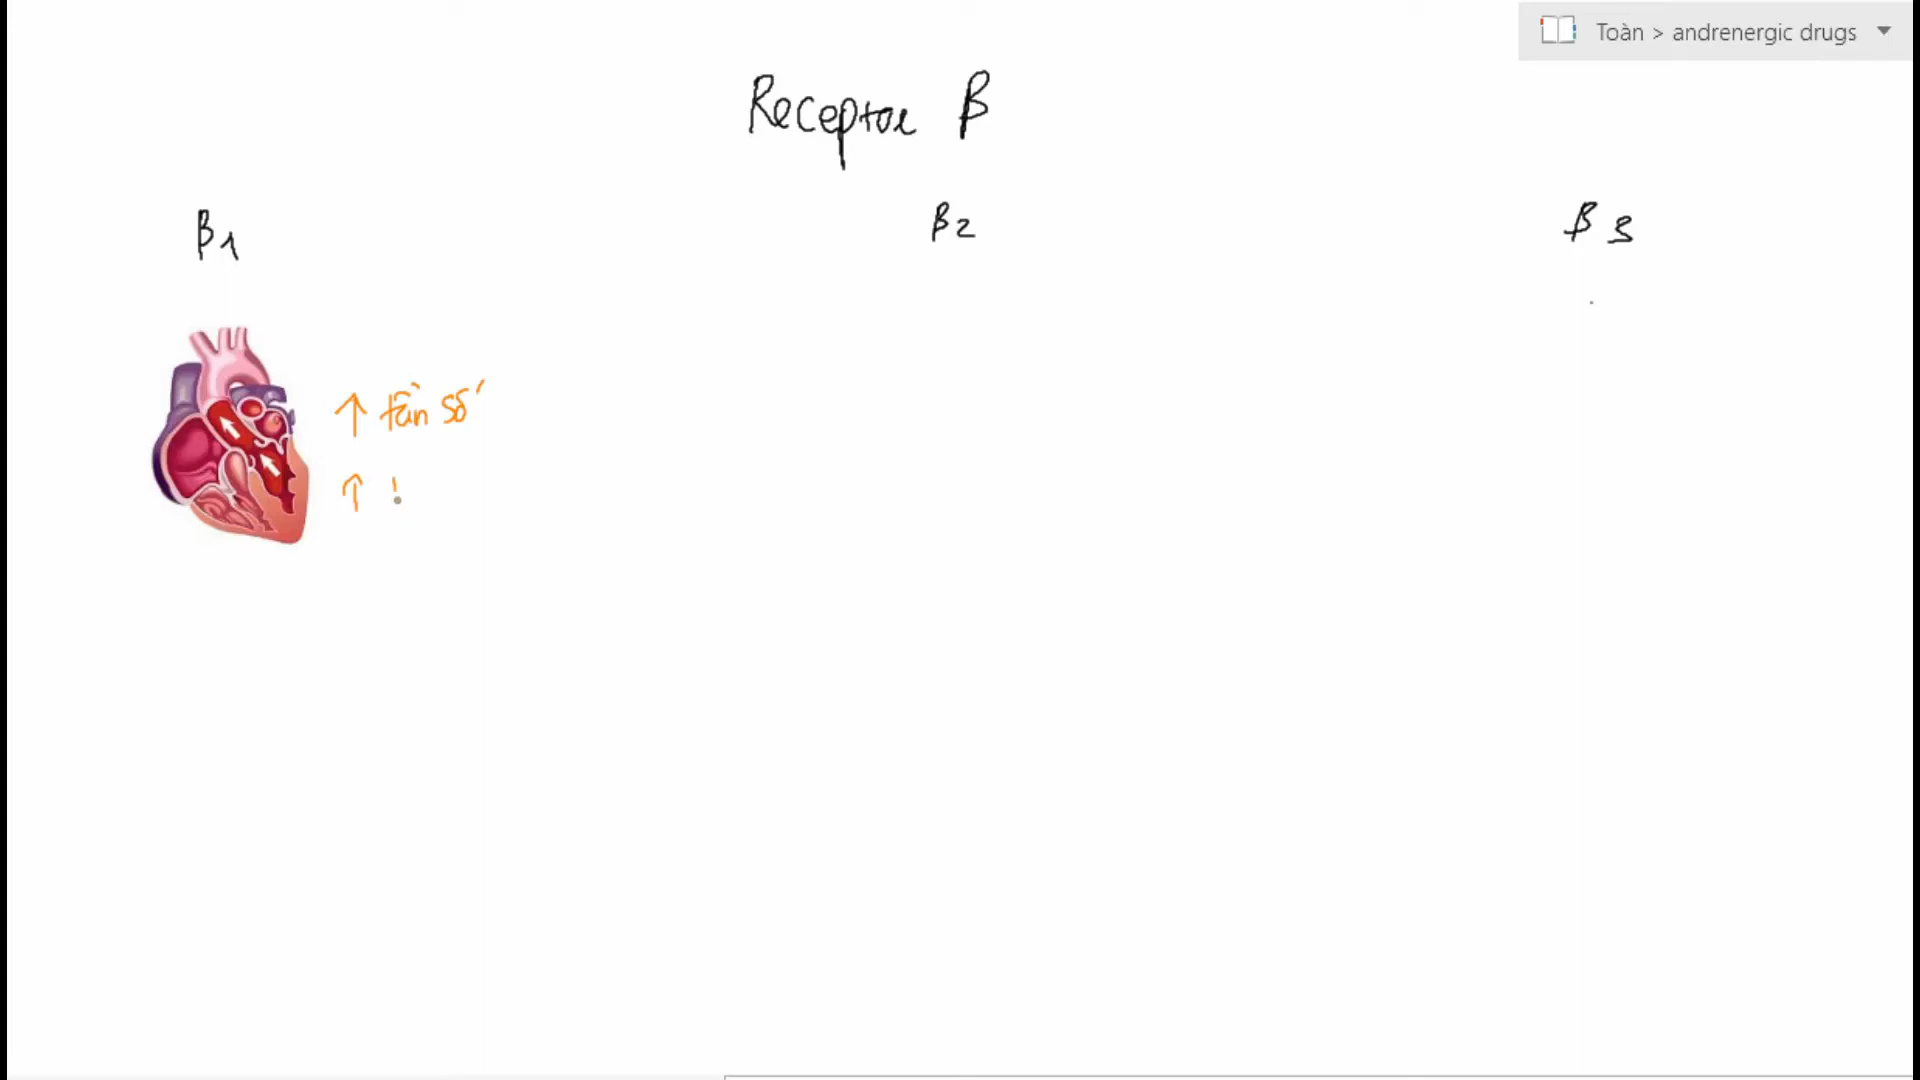 Toàn > andrenergic drugs
Receptor β
β1 β2 β3
↑ tần số
↑